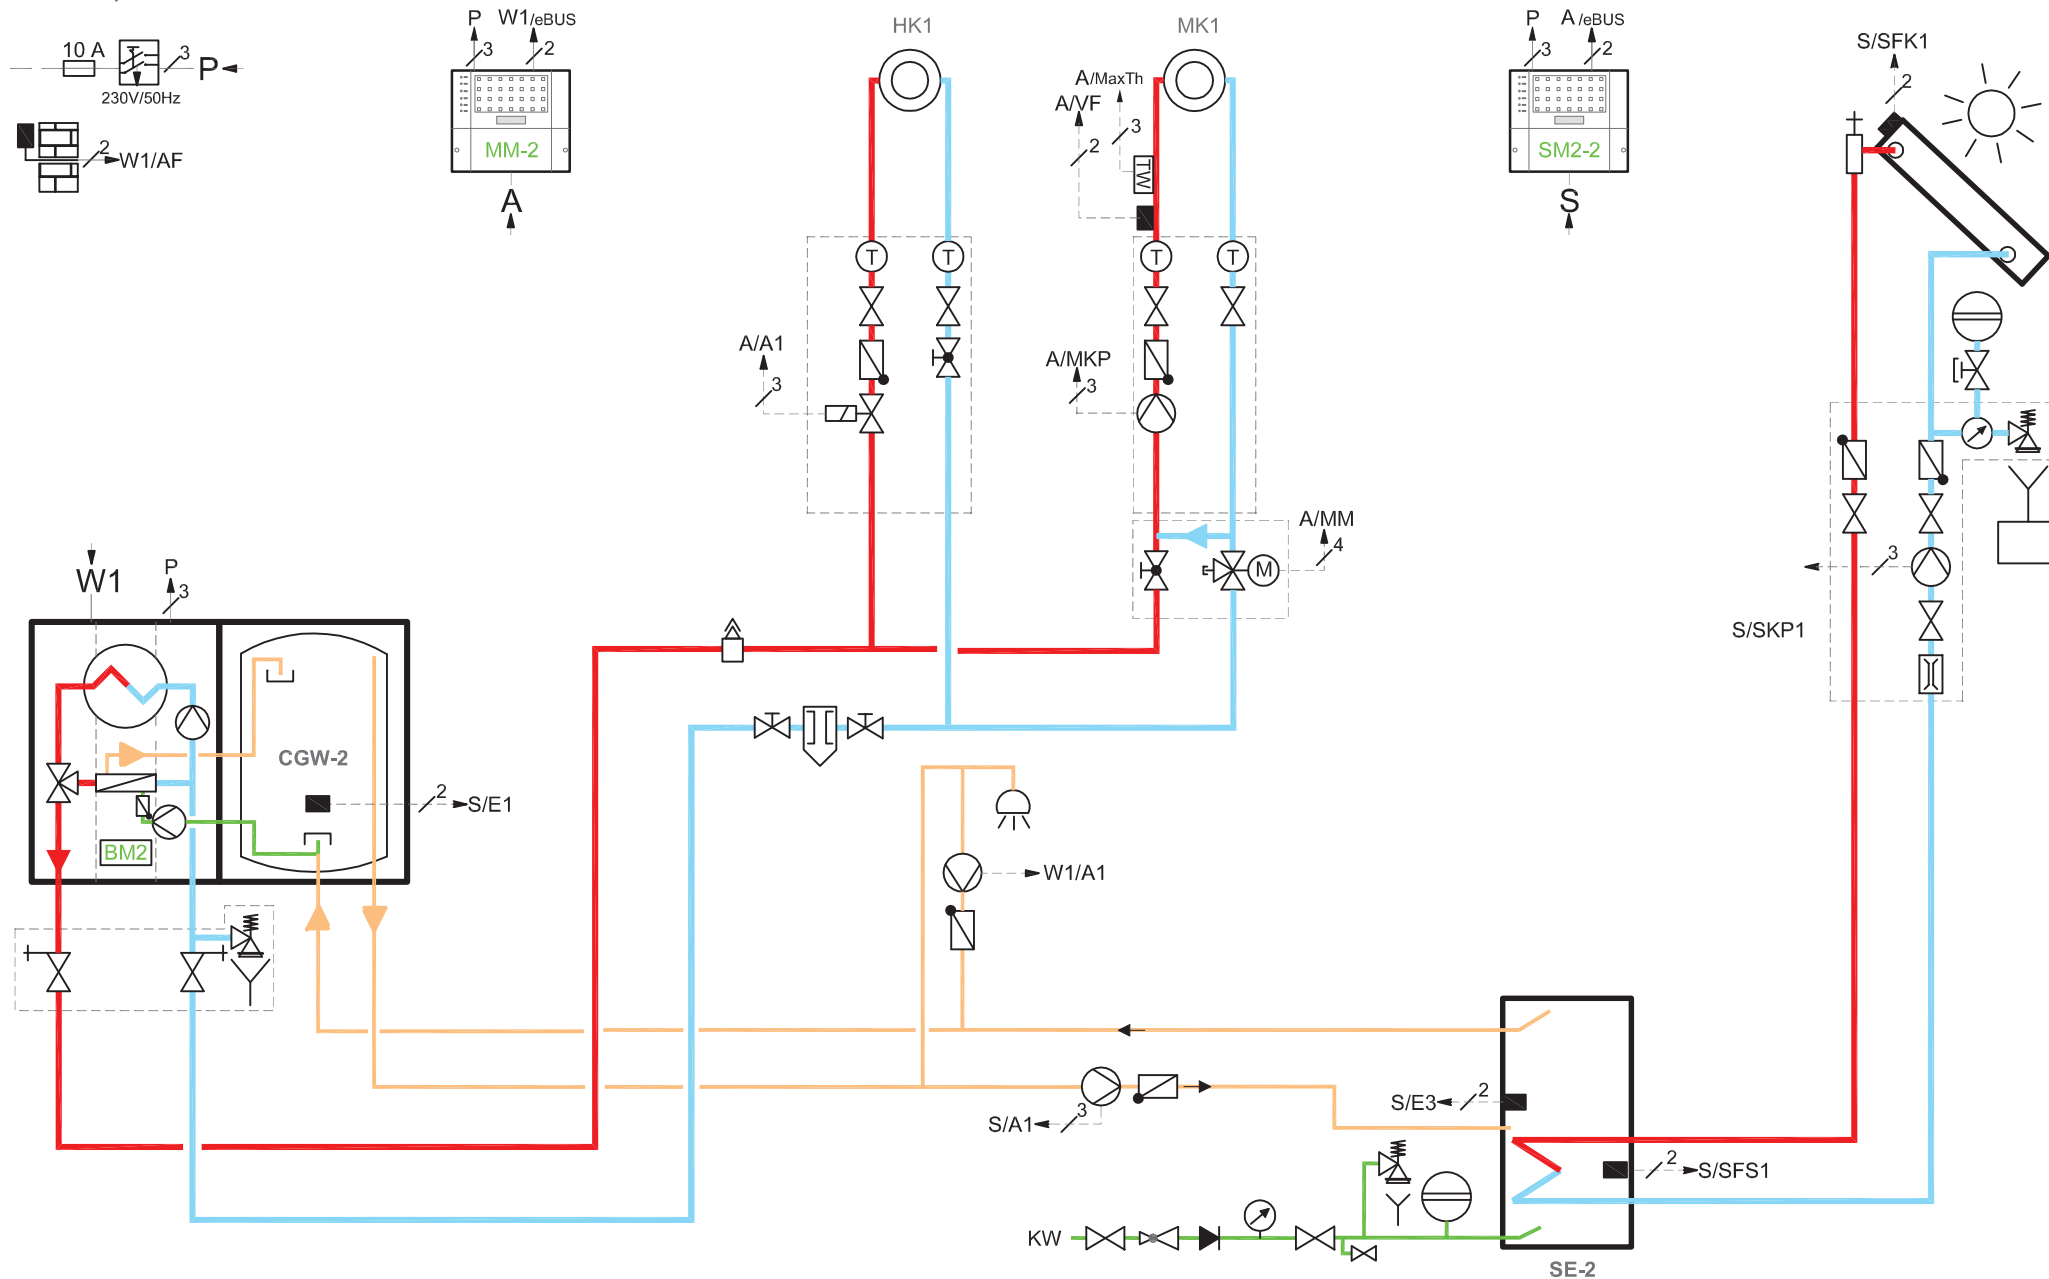 P
W1/eBUS
HK1
MK1
P
A/eBUS
S/SFK1
10 A
3
P
3
2
3
2
2
230V/50Hz
A/MaxTh
A/VF
3
2
2
W1/AF
MM-2
SM2-2
TW
A
S
T
T
T
T
A/A1
3
A/MKP
3
A/MM
4
M
3
S/SKP1
W1
P
3
CGW-2
2
S/E1
BM2
W1/A1
S/E3
2
S/A1
3
2
S/SFS1
KW
SE-2